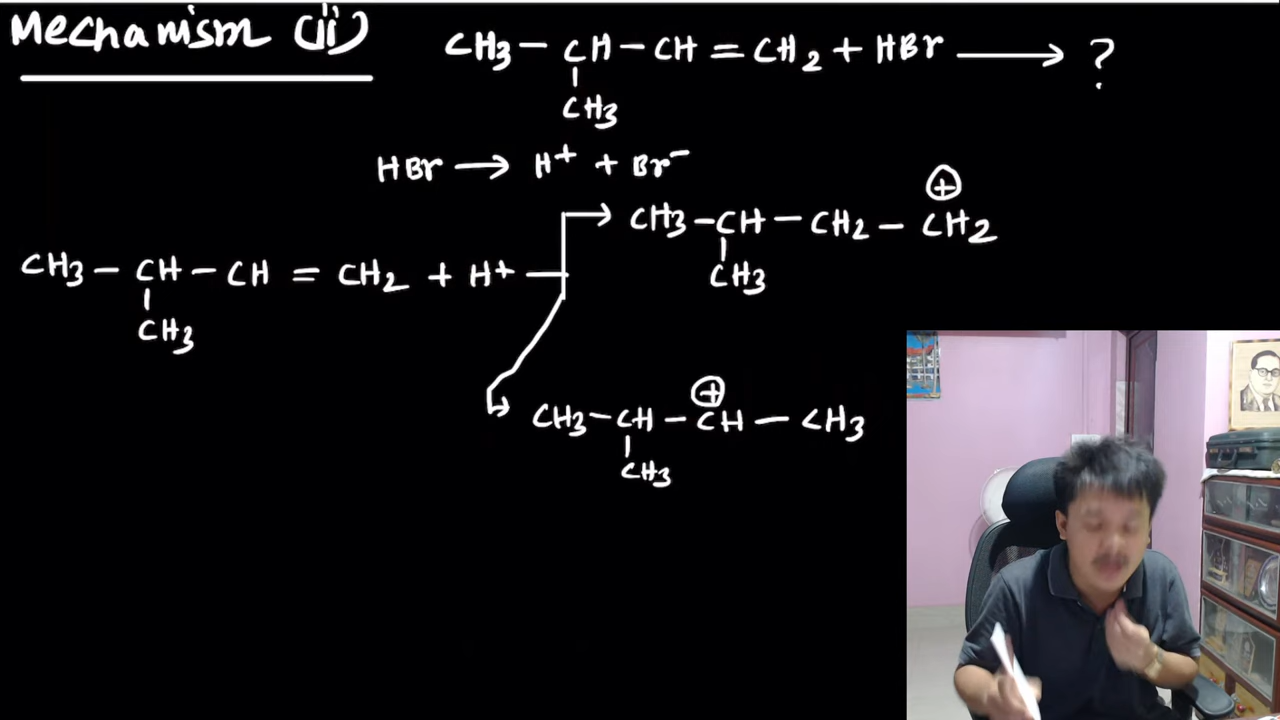 Mechanism (ii)
CH3 – CH – CH = CH2 + HBr ⟶ ?
CH3
HBr ⟶ H⁺ + Br⁻
⊕
CH3 – CH – CH2 – CH2
CH3
CH3 – CH – CH = CH2 + H⁺
CH3
⊕
CH3 – CH – CH – CH3
CH3